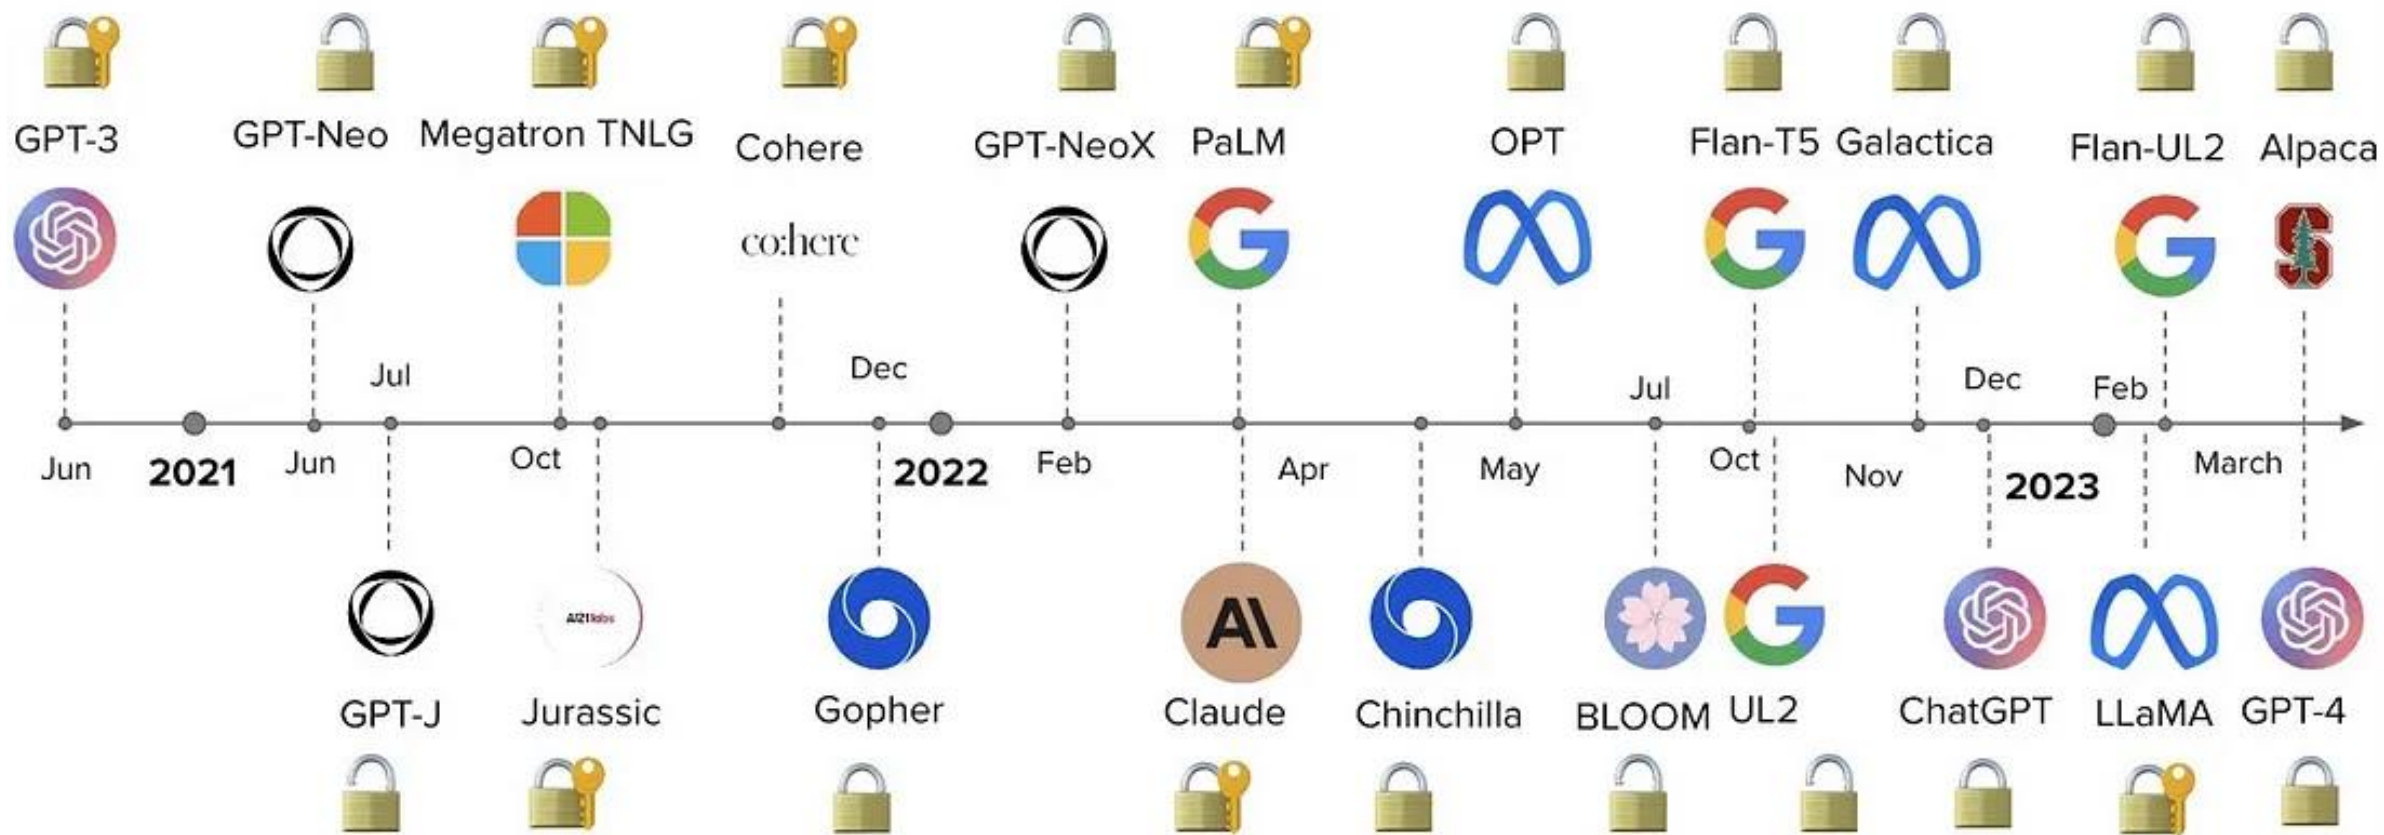 GPT-3
GPT-Neo
Megatron TNLG
Cohere
GPT-NeoX
PaLM
OPT
Flan-T5
Galactica
Flan-UL2
Alpaca
co:here
S
Jul
Dec
Jul
Dec
Feb
Jun
2021
Jun
Oct
2022
Feb
Apr
May
Oct
Nov
2023
March
AI21labs
A\
GPT-J
Jurassic
Gopher
Claude
Chinchilla
BLOOM
UL2
ChatGPT
LLaMA
GPT-4